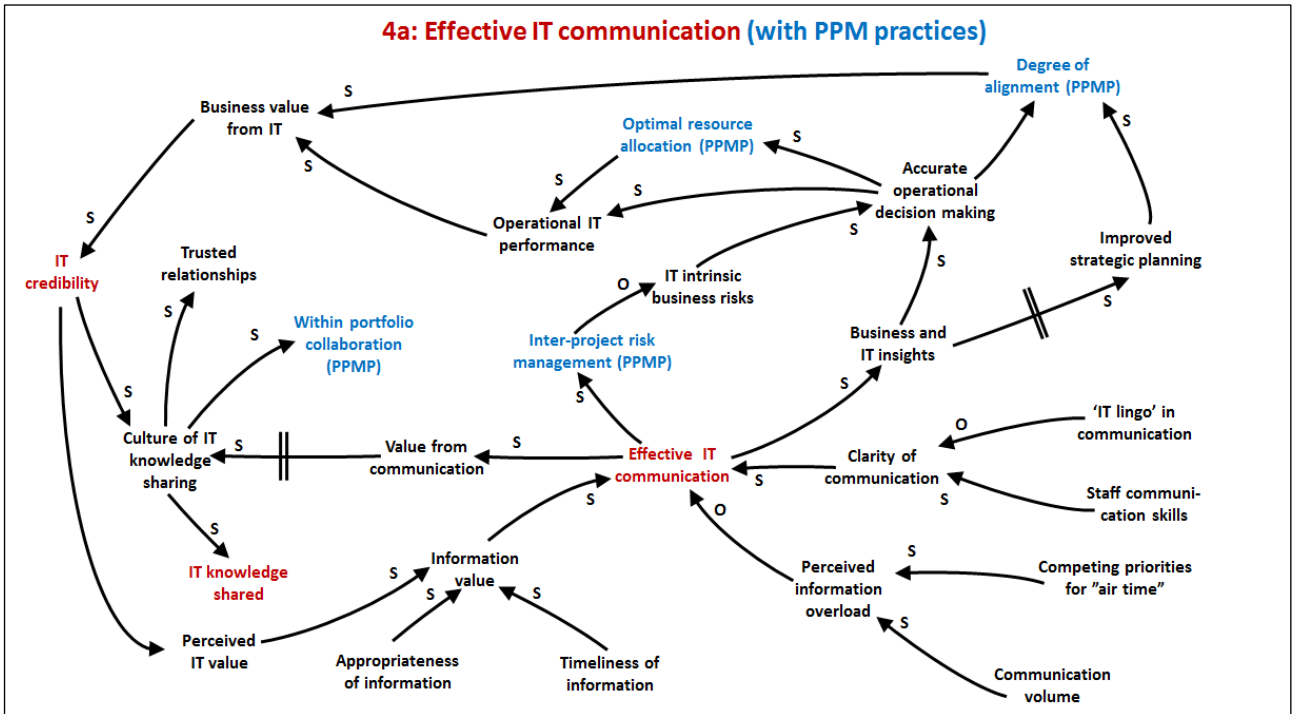 4a: Effective IT communication (with PPM practices)
Degree of
alignment (PPMP)
S
Business value
from IT
S
Optimal resource
allocation (PPMP)
S
Accurate
operational
decision making
S
S
S
S
Operational IT
performance
S
Improved
strategic planning
IT
credibility
Trusted
relationships
IT intrinsic
business risks
O
S
S
S
S
Within portfolio
collaboration
(PPMP)
Inter-project risk
management (PPMP)
Business and
IT insights
S
S
S
'IT lingo' in
communication
O
Culture of IT
knowledge
sharing
S
Value from
communication
S
Effective IT
communication
S
Clarity of
communication
S
Staff communi-
cation skills
S
O
S
IT knowledge
shared
S
Information
value
S
S
Perceived
information
overload
S
Competing priorities
for "air time"
S
Perceived
IT value
Appropriateness
of information
Timeliness of
information
Communication
volume